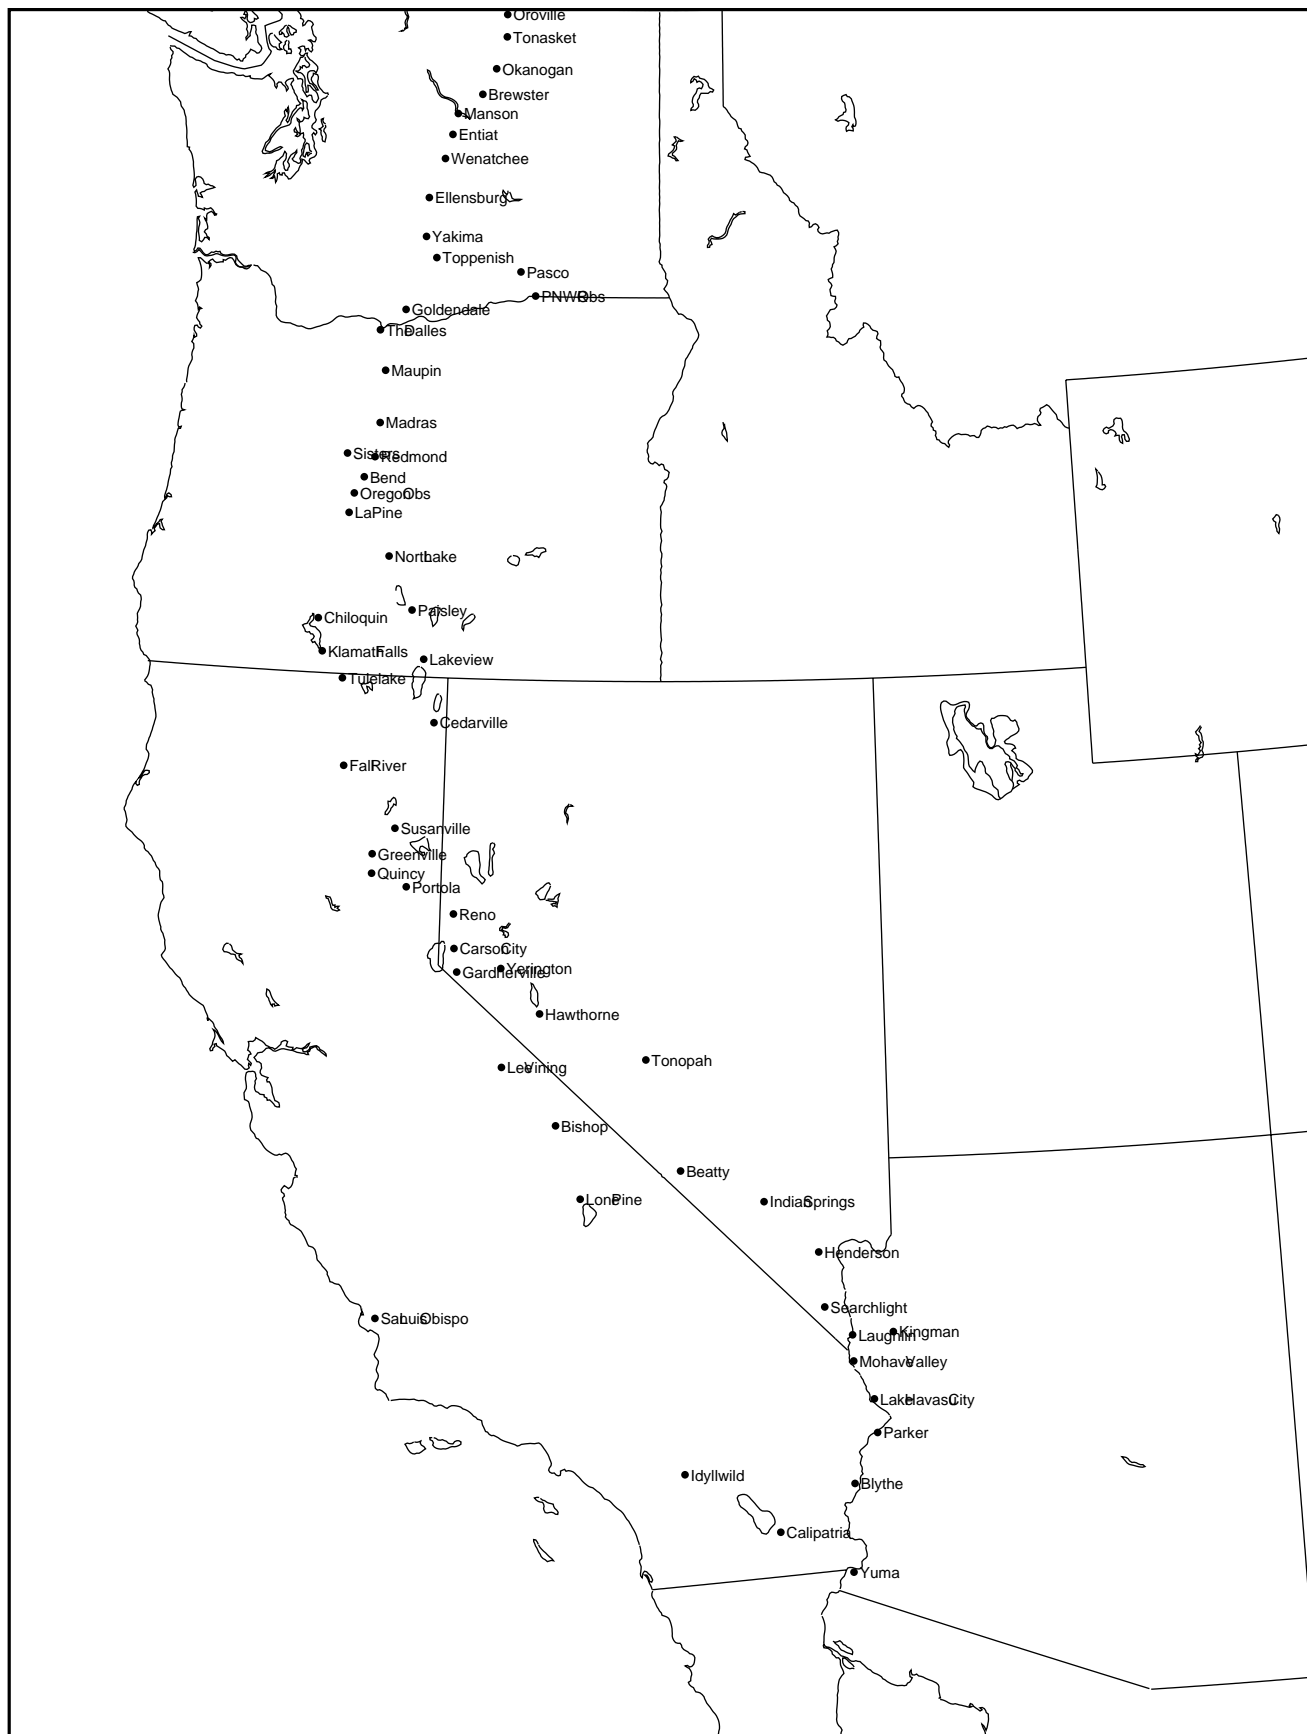 Oroville
Tonasket
Okanogan
Brewster
Manson
Entiat
Wenatchee
Ellensburg
Yakima
Toppenish
Pasco
PNWRObs
Goldendale
TheDalles
Maupin
Madras
Sisters
Redmond
Bend
OregonObs
LaPine
NorthLake
Paisley
Chiloquin
KlamathFalls
Lakeview
Tulelake
Cedarville
FallRiver
Susanville
Greenville
Quincy
Portola
Reno
CarsonCity
Yerington
Gardnerville
Hawthorne
Tonopah
LeeVining
Bishop
Beatty
LonePine
IndianSprings
Henderson
Searchlight
SanLuisObispo
Kingman
Laughlin
MohaveValley
LakeHavasuCity
Parker
Idyllwild
Blythe
Calipatria
Yuma